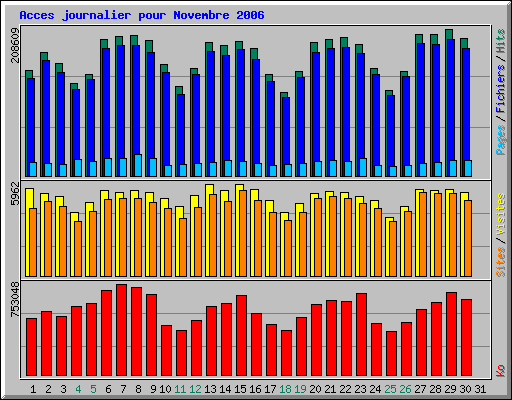 Acces journalier pour Novembre 2006
208609
Pages / Fichiers / Hits
5962
Sites / Visites
753048
Ko
1 2 3 4 5 6 7 8 9 10 11 12 13 14 15 16 17 18 19 20 21 22 23 24 25 26 27 28 29 30 31